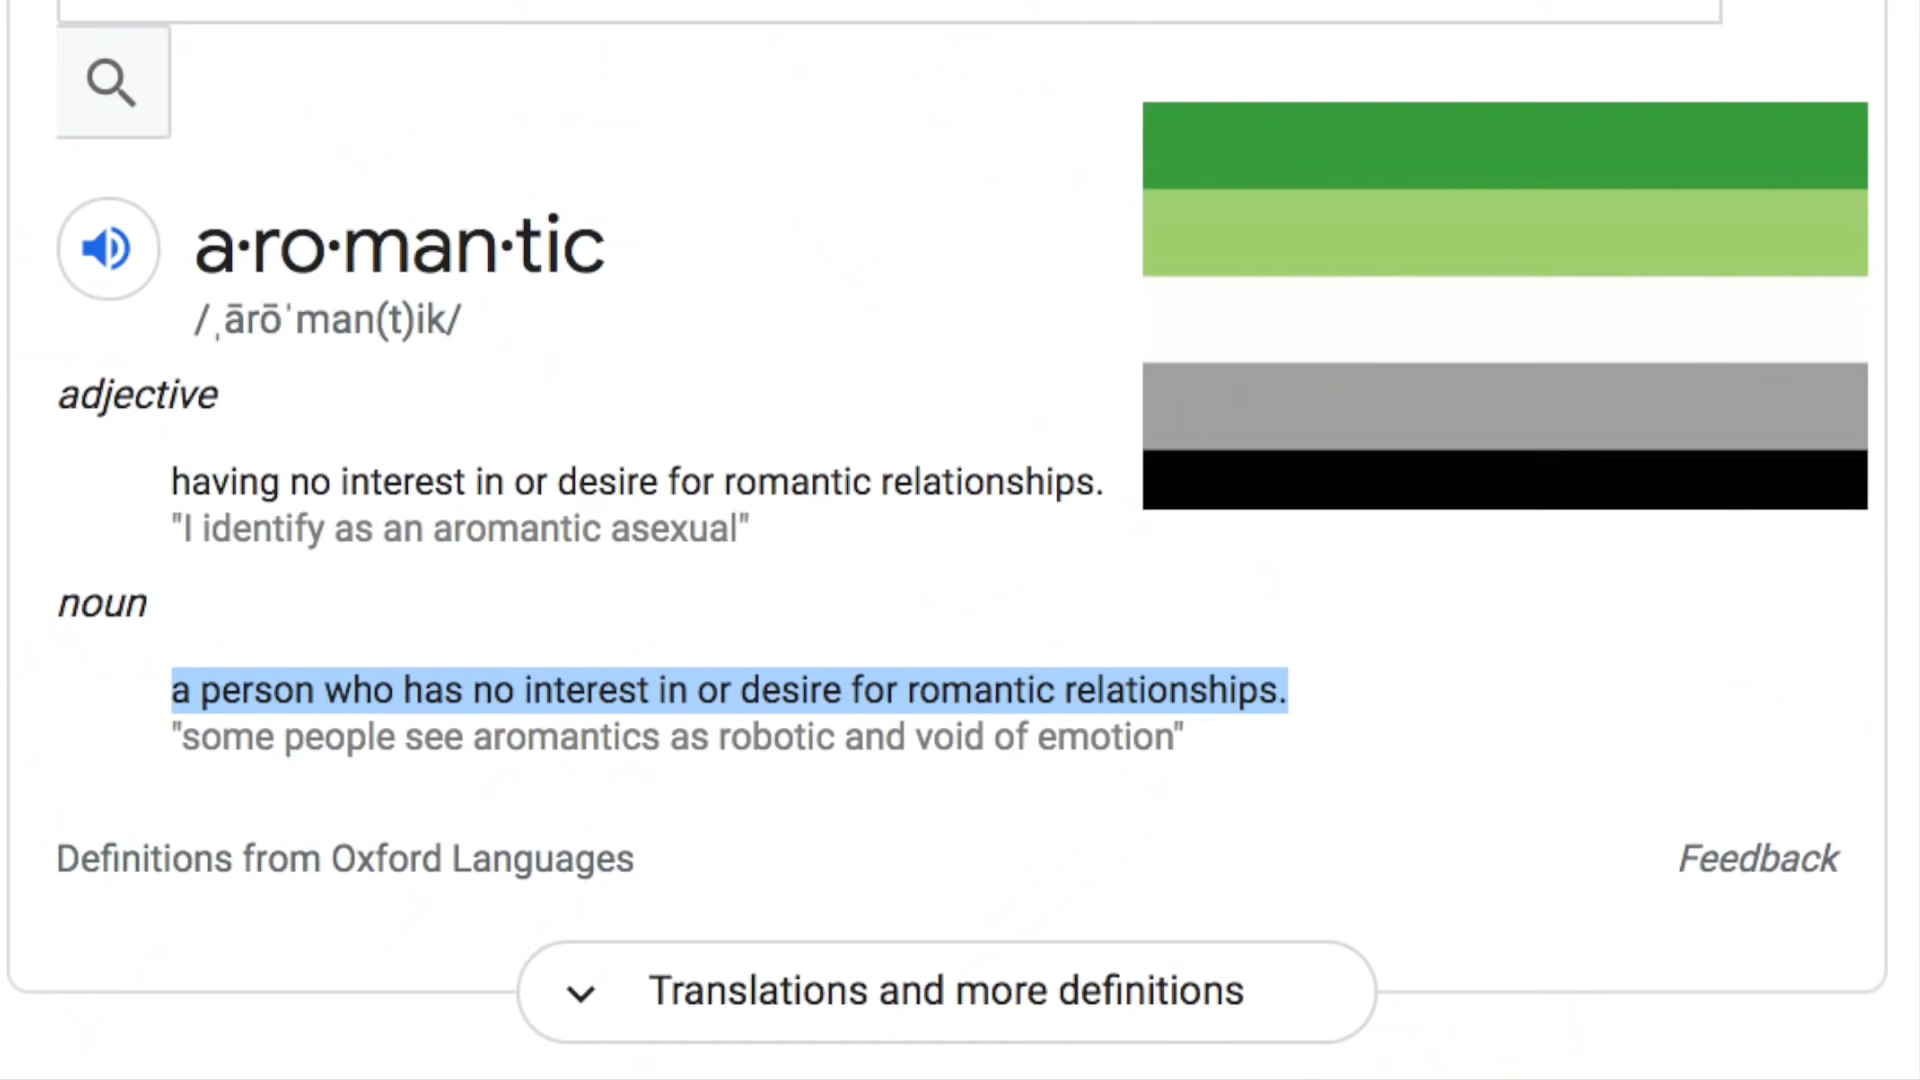 a·ro·man·tic
/ˌārōˈman(t)ik/
adjective
having no interest in or desire for romantic relationships.
"I identify as an aromantic asexual"
noun
a person who has no interest in or desire for romantic relationships.
"some people see aromantics as robotic and void of emotion"
Definitions from Oxford Languages
Feedback
Translations and more definitions